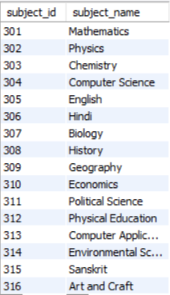 subject_id subject_name
301 Mathematics
302 Physics
303 Chemistry
304 Computer Science
305 English
306 Hindi
307 Biology
308 History
309 Geography
310 Economics
311 Political Science
312 Physical Education
313 Computer Applic...
314 Environmental Sc...
315 Sanskrit
316 Art and Craft